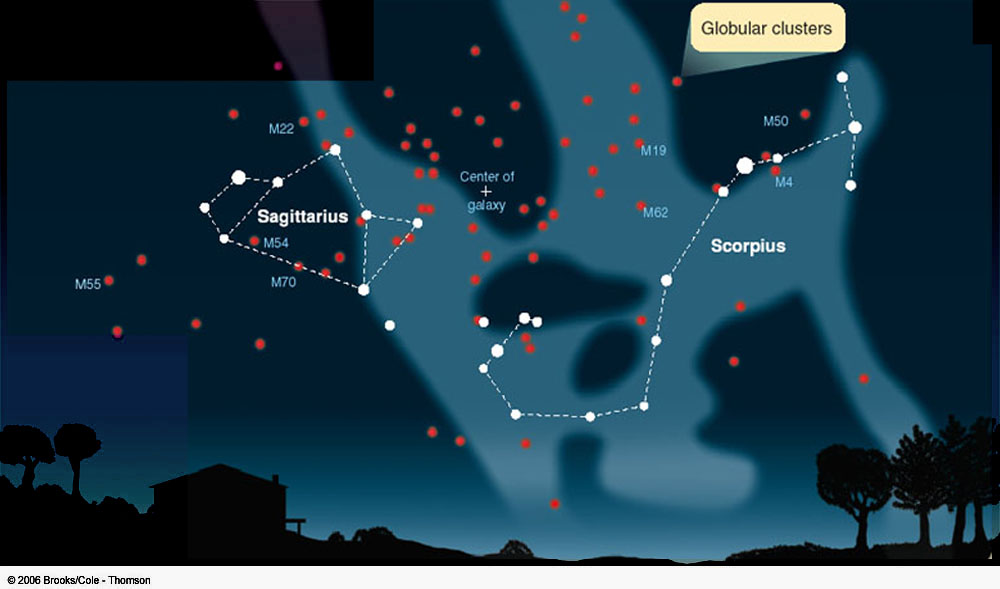 Globular clusters
M22
M50
M19
Center of
+
galaxy
M4
Sagittarius
M62
M54
Scorpius
M55
M70
© 2006 Brooks/Cole - Thomson